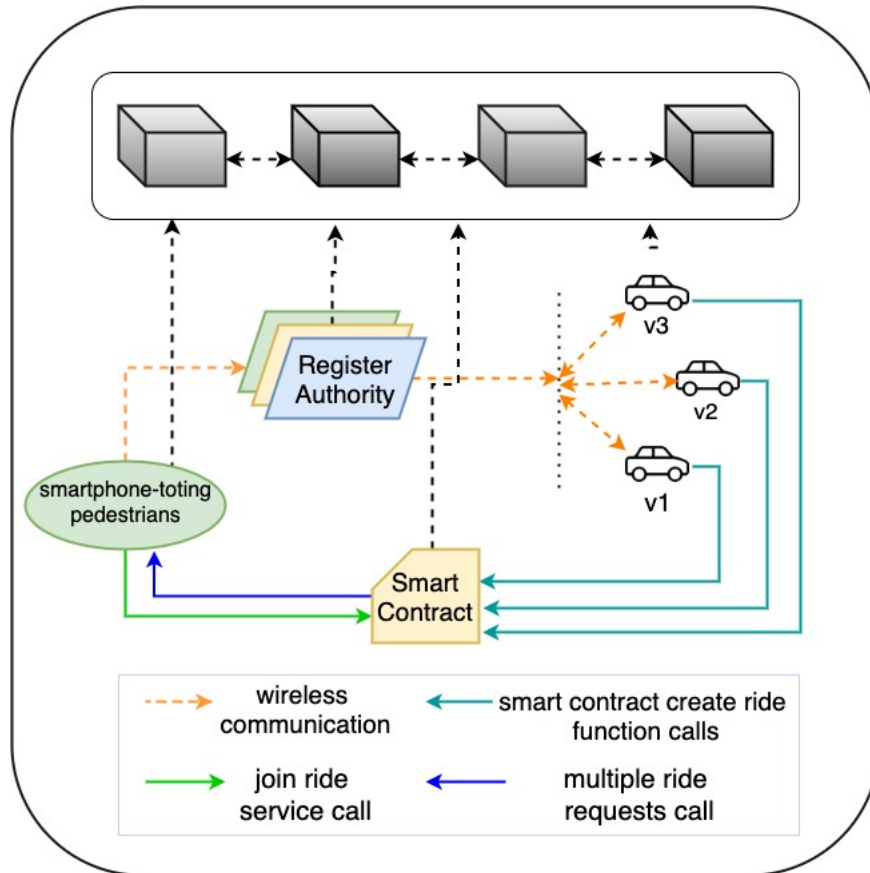 Register
Authority
v3
v2
v1
smartphone-toting
pedestrians
Smart
Contract
wireless
communication
smart contract create ride
function calls
join ride
service call
multiple ride
requests call